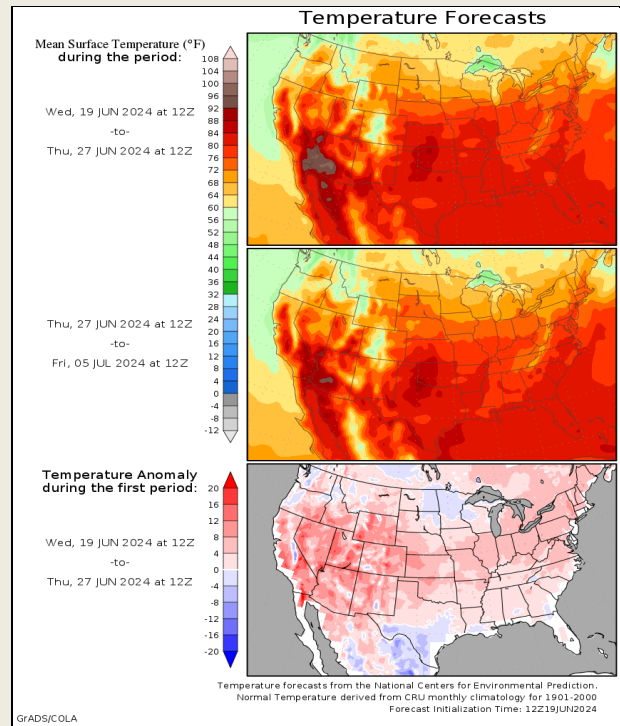 Temperature Forecasts
Mean Surface Temperature (°F)
during the period:
108
104
100
96
92
88
84
80
76
72
68
64
60
56
52
48
44
40
36
32
28
24
20
16
12
8
4
0
-4
-8
-12
Wed, 19 JUN 2024 at 12Z
-to-
Thu, 27 JUN 2024 at 12Z
Thu, 27 JUN 2024 at 12Z
-to-
Fri, 05 JUL 2024 at 12Z
Temperature Anomaly
during the first period:
20
16
12
8
4
0
-4
-8
-12
-16
-20
Wed, 19 JUN 2024 at 12Z
-to-
Thu, 27 JUN 2024 at 12Z
Temperature forecasts from the National Centers for Environmental Prediction.
Normal Temperature derived from CRU monthly climatology for 1901-2000
Forecast Initialization Time: 12Z19JUN2024
GrADS/COLA